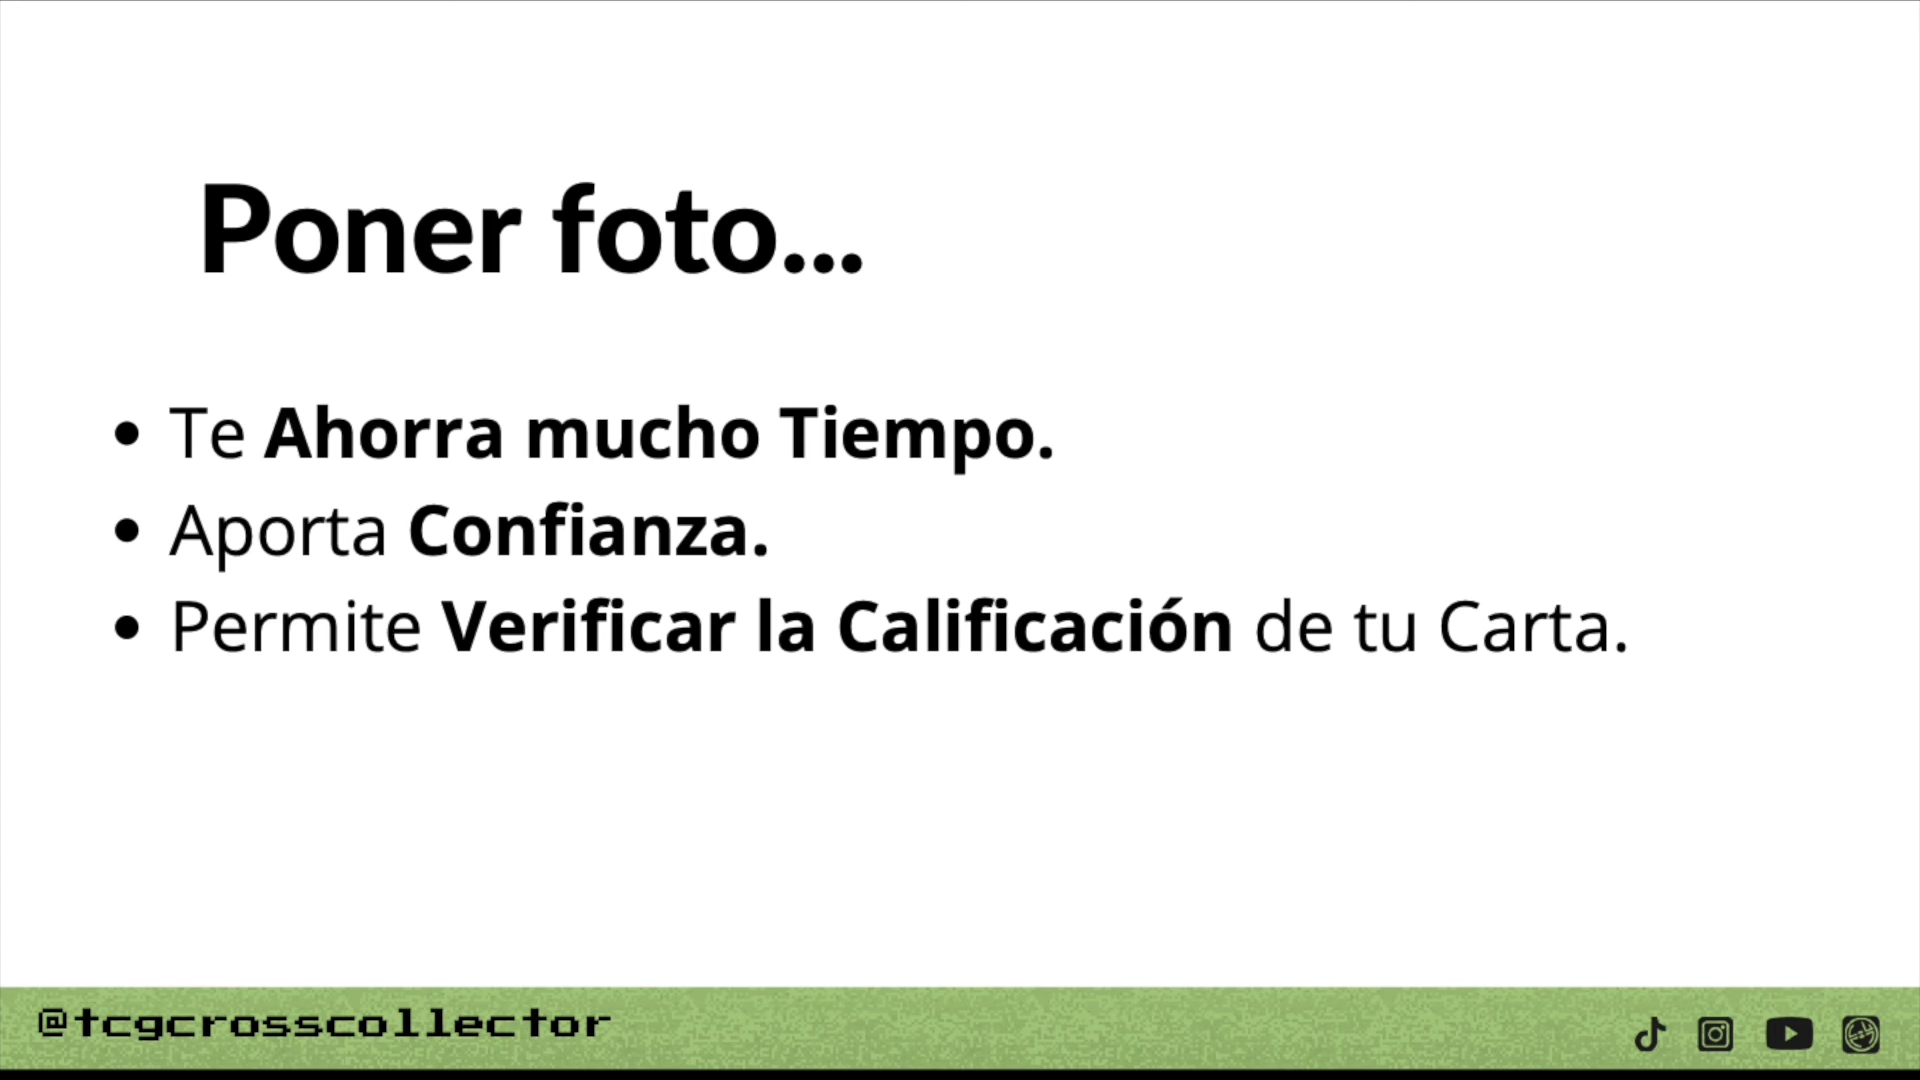 Poner foto...
• Te Ahorra mucho Tiempo.
• Aporta Confianza.
• Permite Verificar la Calificación de tu Carta.
@tcgcrosscollector